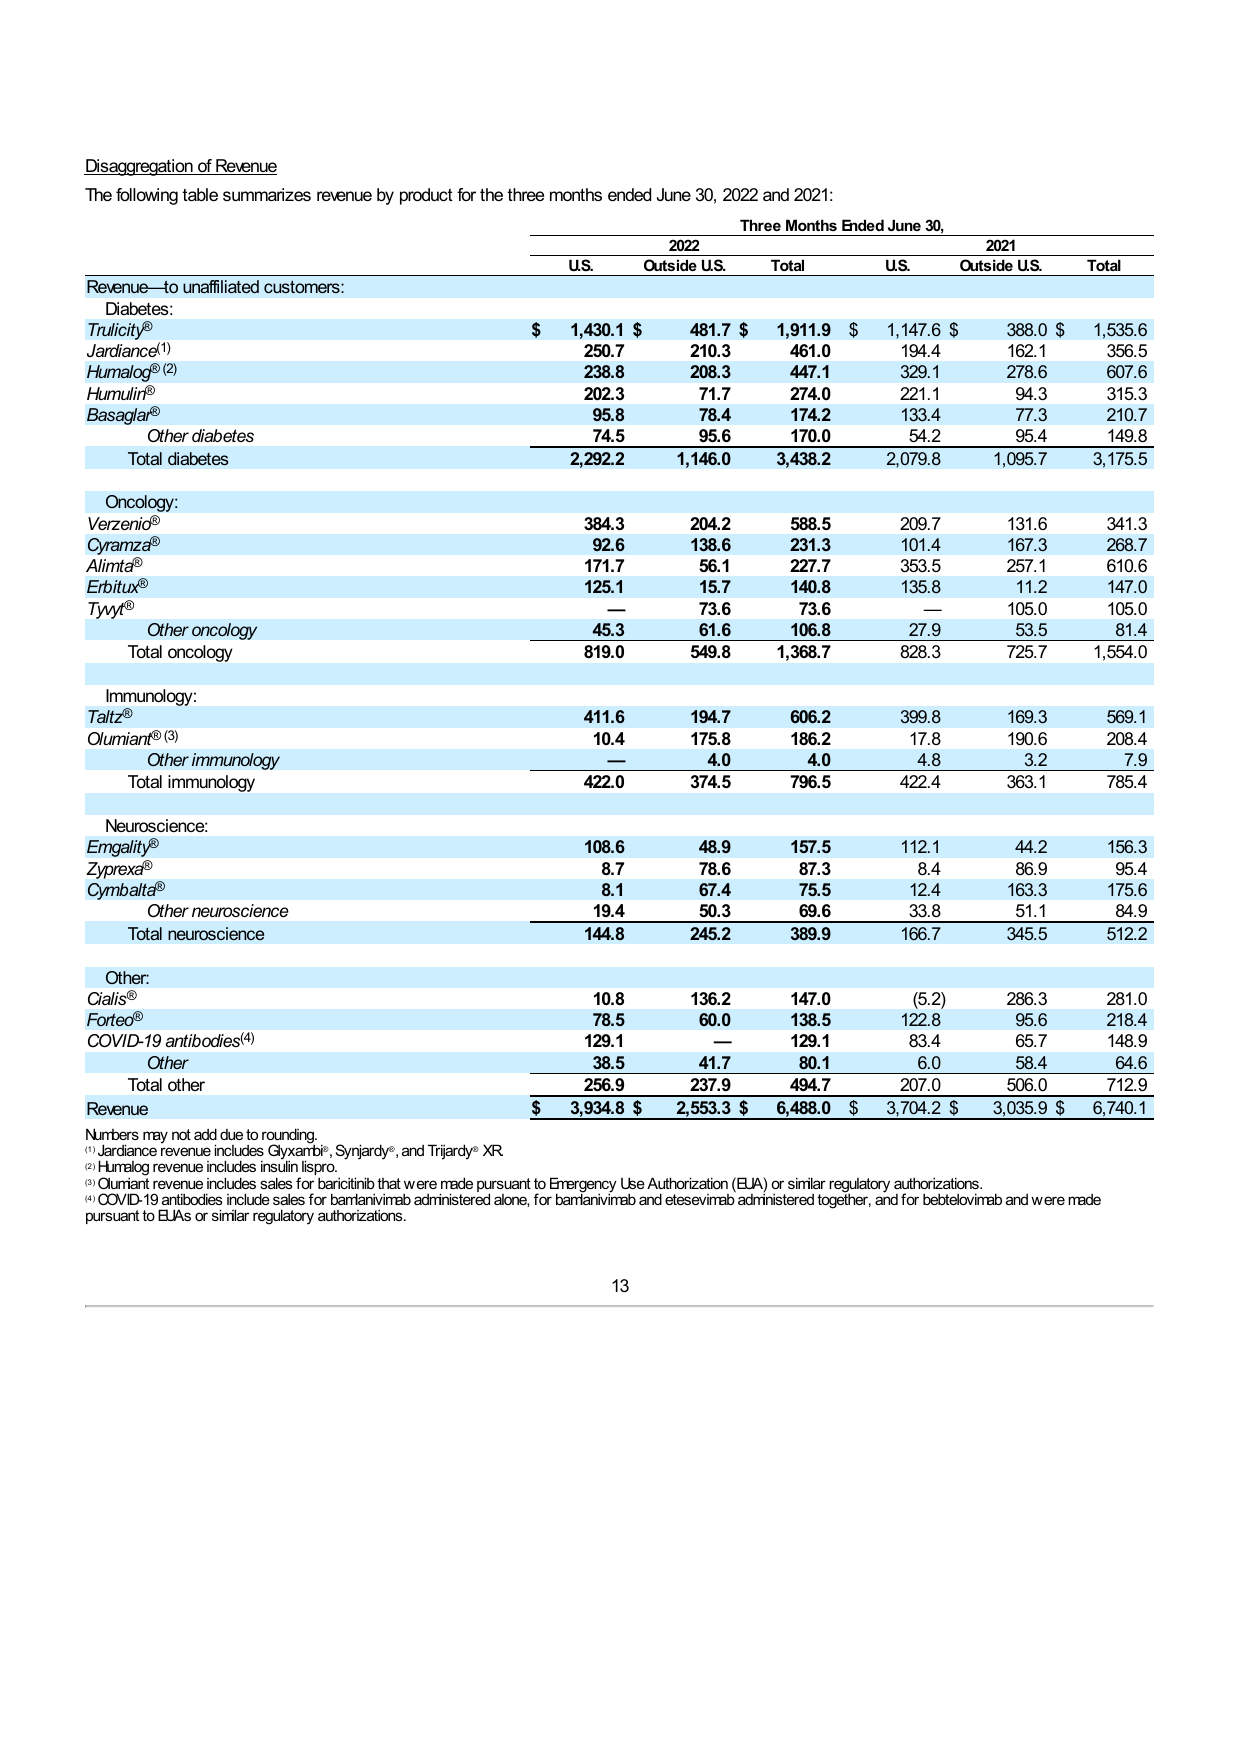 Disaggregation of Revenue
The following table summarizes revenue by product for the three months ended June 30, 2022 and 2021:
Three Months Ended June 30,
2022 2021
U.S. Outside U.S. Total U.S. Outside U.S. Total
Revenue—to unaffiliated customers:
Diabetes:
Trulicity® $ 1,430.1 $ 481.7 $ 1,911.9 $ 1,147.6 $ 388.0 $ 1,535.6
Jardiance(1) 250.7 210.3 461.0 194.4 162.1 356.5
Humalog® (2) 238.8 208.3 447.1 329.1 278.6 607.6
Humulin® 202.3 71.7 274.0 221.1 94.3 315.3
Basaglar® 95.8 78.4 174.2 133.4 77.3 210.7
Other diabetes 74.5 95.6 170.0 54.2 95.4 149.8
Total diabetes 2,292.2 1,146.0 3,438.2 2,079.8 1,095.7 3,175.5
Oncology:
Verzenio® 384.3 204.2 588.5 209.7 131.6 341.3
Cyramza® 92.6 138.6 231.3 101.4 167.3 268.7
Alimta® 171.7 56.1 227.7 353.5 257.1 610.6
Erbitux® 125.1 15.7 140.8 135.8 11.2 147.0
Tyvyt® — 73.6 73.6 — 105.0 105.0
Other oncology 45.3 61.6 106.8 27.9 53.5 81.4
Total oncology 819.0 549.8 1,368.7 828.3 725.7 1,554.0
Immunology:
Taltz® 411.6 194.7 606.2 399.8 169.3 569.1
Olumiant® (3) 10.4 175.8 186.2 17.8 190.6 208.4
Other immunology — 4.0 4.0 4.8 3.2 7.9
Total immunology 422.0 374.5 796.5 422.4 363.1 785.4
Neuroscience:
Emgality® 108.6 48.9 157.5 112.1 44.2 156.3
Zyprexa® 8.7 78.6 87.3 8.4 86.9 95.4
Cymbalta® 8.1 67.4 75.5 12.4 163.3 175.6
Other neuroscience 19.4 50.3 69.6 33.8 51.1 84.9
Total neuroscience 144.8 245.2 389.9 166.7 345.5 512.2
Other:
Cialis® 10.8 136.2 147.0 (5.2) 286.3 281.0
Forteo® 78.5 60.0 138.5 122.8 95.6 218.4
COVID-19 antibodies(4) 129.1 — 129.1 83.4 65.7 148.9
Other 38.5 41.7 80.1 6.0 58.4 64.6
Total other 256.9 237.9 494.7 207.0 506.0 712.9
Revenue $ 3,934.8 $ 2,553.3 $ 6,488.0 $ 3,704.2 $ 3,035.9 $ 6,740.1
Numbers may not add due to rounding.
(1) Jardiance revenue includes Glyxambi®, Synjardy®, and Trijardy® XR.
(2) Humalog revenue includes insulin lispro.
(3) Olumiant revenue includes sales for baricitinib that were made pursuant to Emergency Use Authorization (EUA) or similar regulatory authorizations.
(4) COVID-19 antibodies include sales for bamlanivimab administered alone, for bamlanivimab and etesevimab administered together, and for bebtelovimab and were made
pursuant to EUAs or similar regulatory authorizations.
13